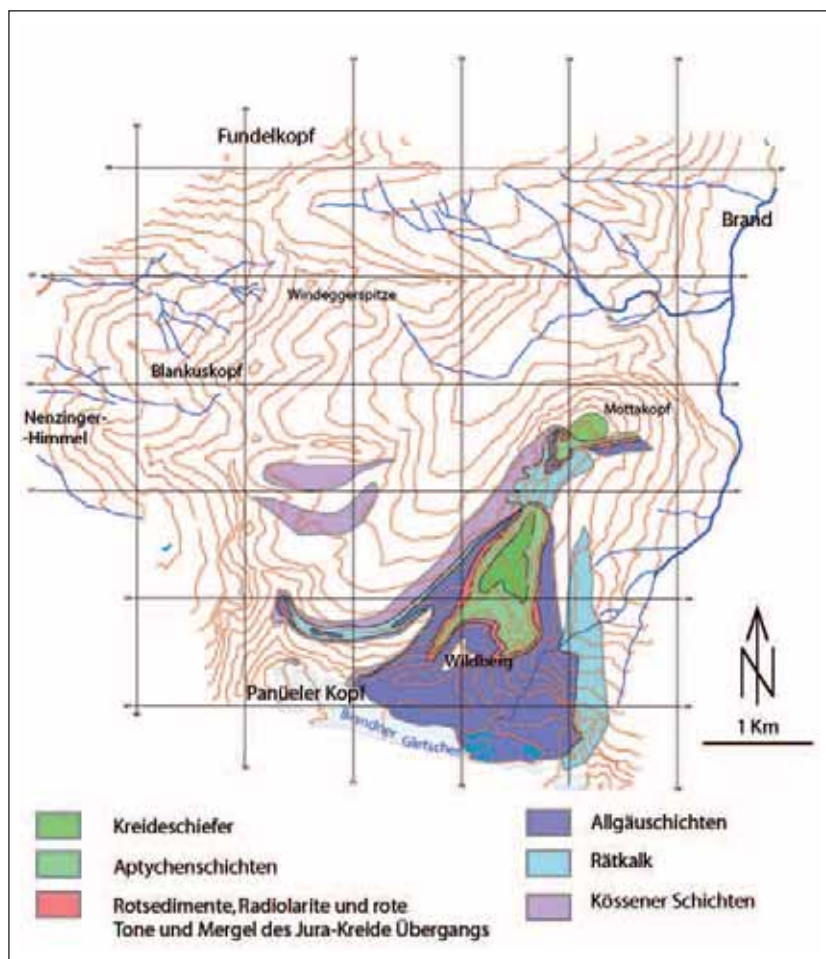 Fundelkopf
Brand
Windeggerspitze
Blankuskopf
Nenzinger-
-Himmel
Mottakopf
Wildberg
Panüeler Kopf
Brandner Gletscher
N
1 Km
Kreideschiefer
Aptychenschichten
Rotsedimente, Radiolarite und rote
Tone und Mergel des Jura-Kreide Übergangs
Allgäuschichten
Rätkalk
Kössener Schichten